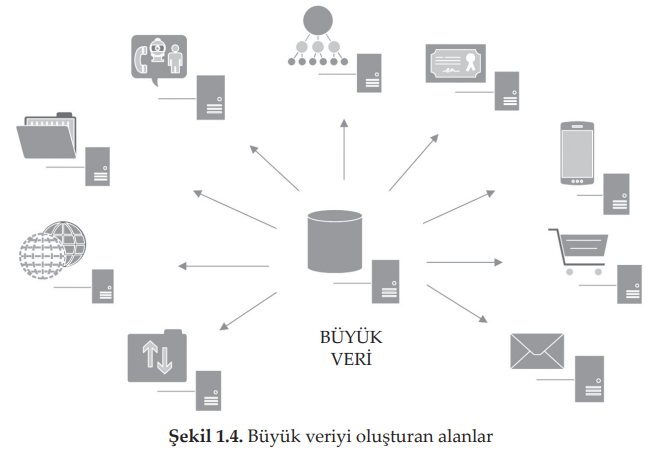 BÜYÜK
VERİ
Şekil 1.4. Büyük veriyi oluşturan alanlar